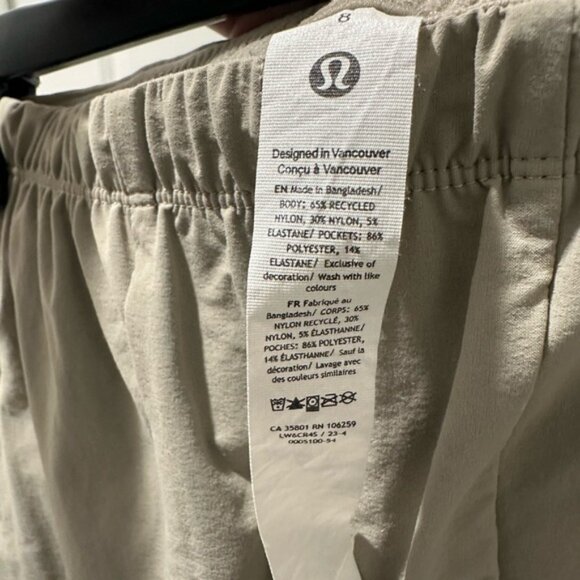 8
Designed in Vancouver
Conçu à Vancouver
EN Made in Bangladesh/
BODY: 65% RECYCLED
NYLON, 30% NYLON, 5%
ELASTANE/ POCKETS: 86%
POLYESTER, 14%
ELASTANE/ Exclusive of
decoration/ Wash with like
colours
FR Fabriqué au
Bangladesh/ CORPS: 65%
NYLON RECYCLÉ, 30%
NYLON, 5% ÉLASTHANNE/
POCHES: 86% POLYESTER,
14% ÉLASTHANNE/ Sauf la
décoration/ Lavage avec
des couleurs similaires
CA 35801 RN 106259
LW6CR4S / 23-4
0005100-54